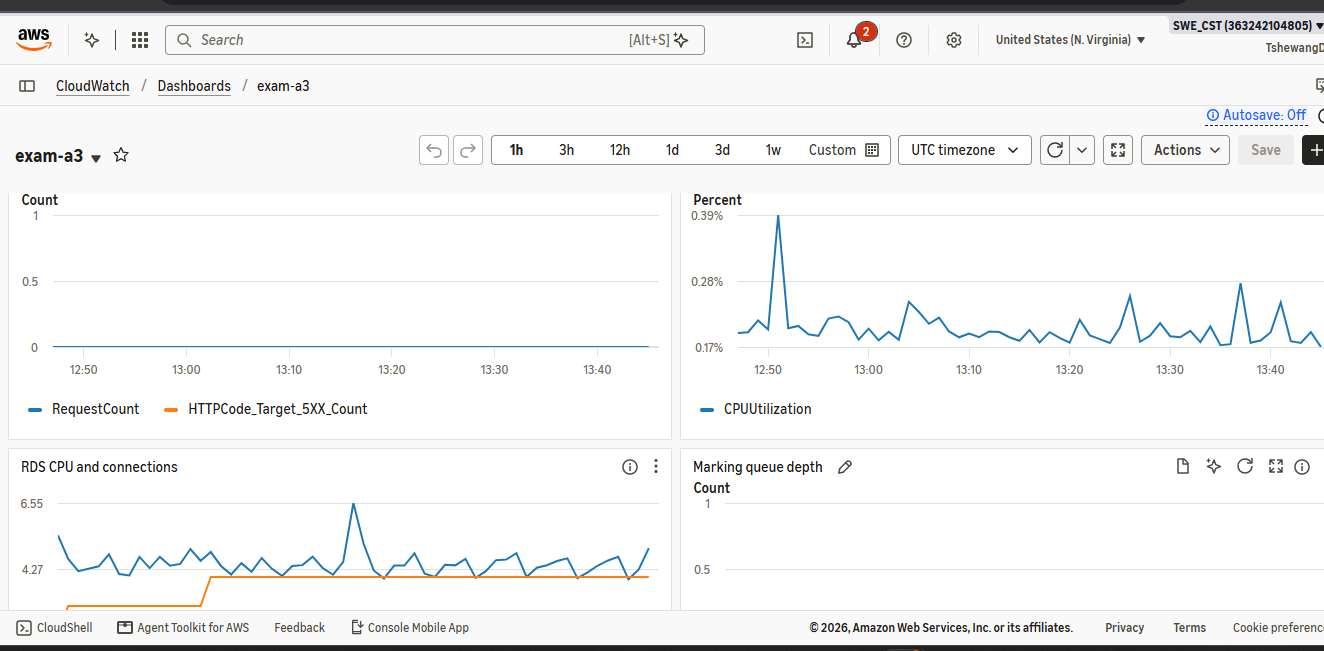 aws
Search [Alt+S]
2
United States (N. Virginia)
SWE_CST (363242104805)
TshewangD
CloudWatch / Dashboards / exam-a3
Autosave: Off
exam-a3
1h 3h 12h 1d 3d 1w Custom
UTC timezone
Actions
Save
Count
1
0.5
0
12:50 13:00 13:10 13:20 13:30 13:40
RequestCount HTTPCode_Target_5XX_Count
Percent
0.39%
0.28%
0.17%
12:50 13:00 13:10 13:20 13:30 13:40
CPUUtilization
RDS CPU and connections
6.55
4.27
Marking queue depth
Count
1
0.5
CloudShell Agent Toolkit for AWS Feedback Console Mobile App
© 2026, Amazon Web Services, Inc. or its affiliates. Privacy Terms Cookie preference